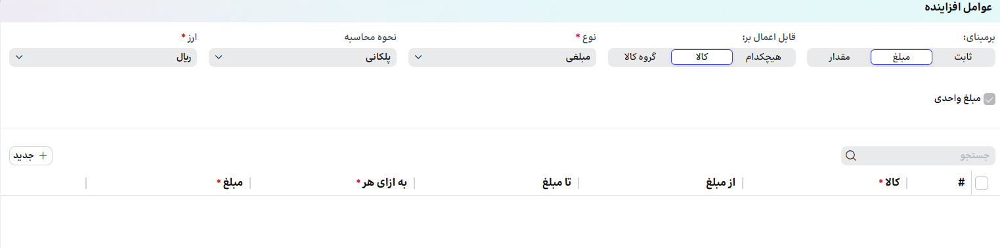 عوامل افزاینده
برمبنای: قابل اعمال بر: نوع * نحوه محاسبه ارز *
ثابت مبلغ مقدار هیچکدام کالا گروه کالا مبلغی پلکانی ریال
مبلغ واحدی
جستجو + جدید
# کالا * از مبلغ تا مبلغ به ازای هر * مبلغ *